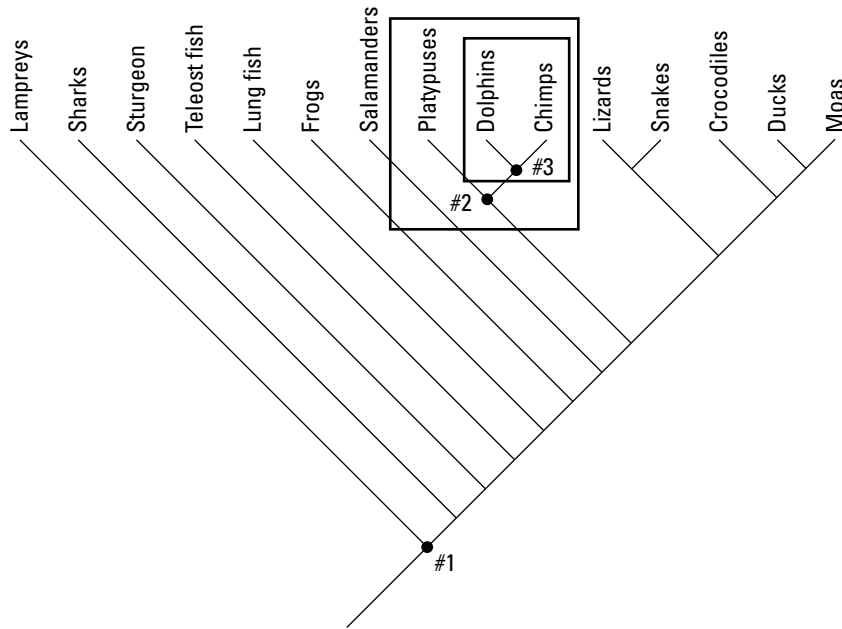 Lampreys
Sharks
Sturgeon
Teleost fish
Lung fish
Frogs
Salamanders
Platypuses
Dolphins
Chimps
Lizards
Snakes
Crocodiles
Ducks
Moas
#3
#2
#1